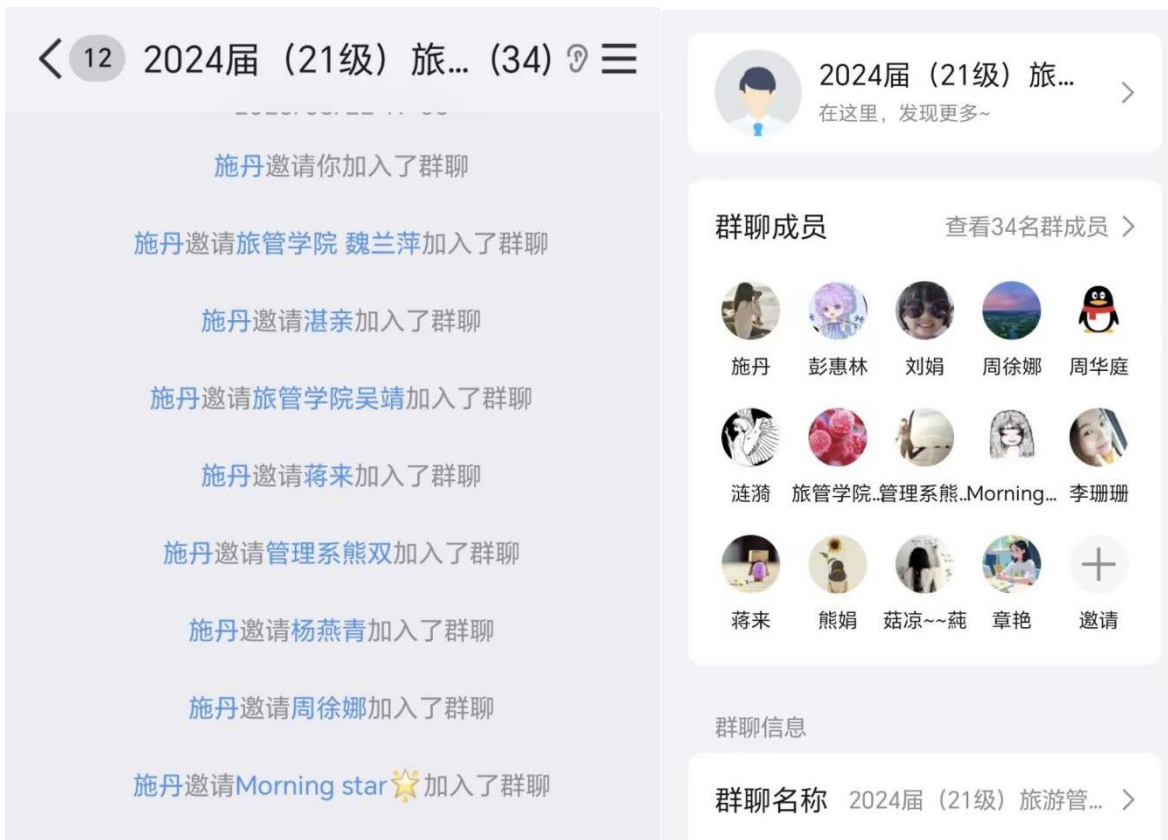 12 2024届（21级）旅... (34)
施丹邀请你加入了群聊
施丹邀请旅管学院 魏兰萍加入了群聊
施丹邀请湛亲加入了群聊
施丹邀请旅管学院吴靖加入了群聊
施丹邀请蒋来加入了群聊
施丹邀请管理系熊双加入了群聊
施丹邀请杨燕青加入了群聊
施丹邀请周徐娜加入了群聊
施丹邀请Morning star🌟加入了群聊
2024届（21级）旅...
在这里，发现更多~
群聊成员 查看34名群成员
施丹 彭惠林 刘娟 周徐娜 周华庭
涟漪 旅管学院... 管理系熊... Morning... 李珊珊
蒋来 熊娟 菇凉~~莼 章艳 邀请
群聊信息
群聊名称 2024届（21级）旅游管...